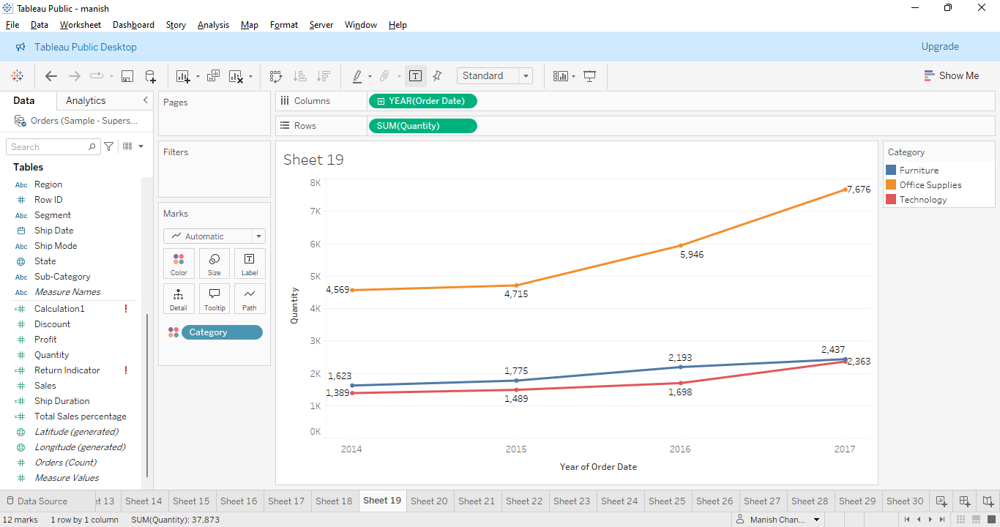 Tableau Public - manish
File Data Worksheet Dashboard Story Analysis Map Format Server Window Help
Tableau Public Desktop
Upgrade
Standard
Show Me
Data
Analytics
Orders (Sample - Supers...
Search
Tables
Abc Region
Row ID
Abc Segment
Ship Date
Abc Ship Mode
State
Abc Sub-Category
Abc Measure Names
Calculation1 !
Discount
Profit
Quantity
Return Indicator !
Sales
Ship Duration
Total Sales percentage
Latitude (generated)
Longitude (generated)
Orders (Count)
Measure Values
Pages
Filters
Marks
Automatic
Color Size Label
Detail Tooltip Path
Category
Columns YEAR(Order Date)
Rows SUM(Quantity)
Sheet 19
8K
7K
6K
5K
4K
3K
2K
1K
0K
Quantity
4,569
4,715
5,946
7,676
1,623
1,775
2,193
2,437
1,389
1,489
1,698
2,363
2014 2015 2016 2017
Year of Order Date
Category
Furniture
Office Supplies
Technology
Data Source et 13 Sheet 14 Sheet 15 Sheet 16 Sheet 17 Sheet 18 Sheet 19 Sheet 20 Sheet 21 Sheet 22 Sheet 23 Sheet 24 Sheet 25 Sheet 26 Sheet 27 Sheet 28 Sheet 29 Sheet 30
12 marks 1 row by 1 column SUM(Quantity): 37,873
Manish Chan...